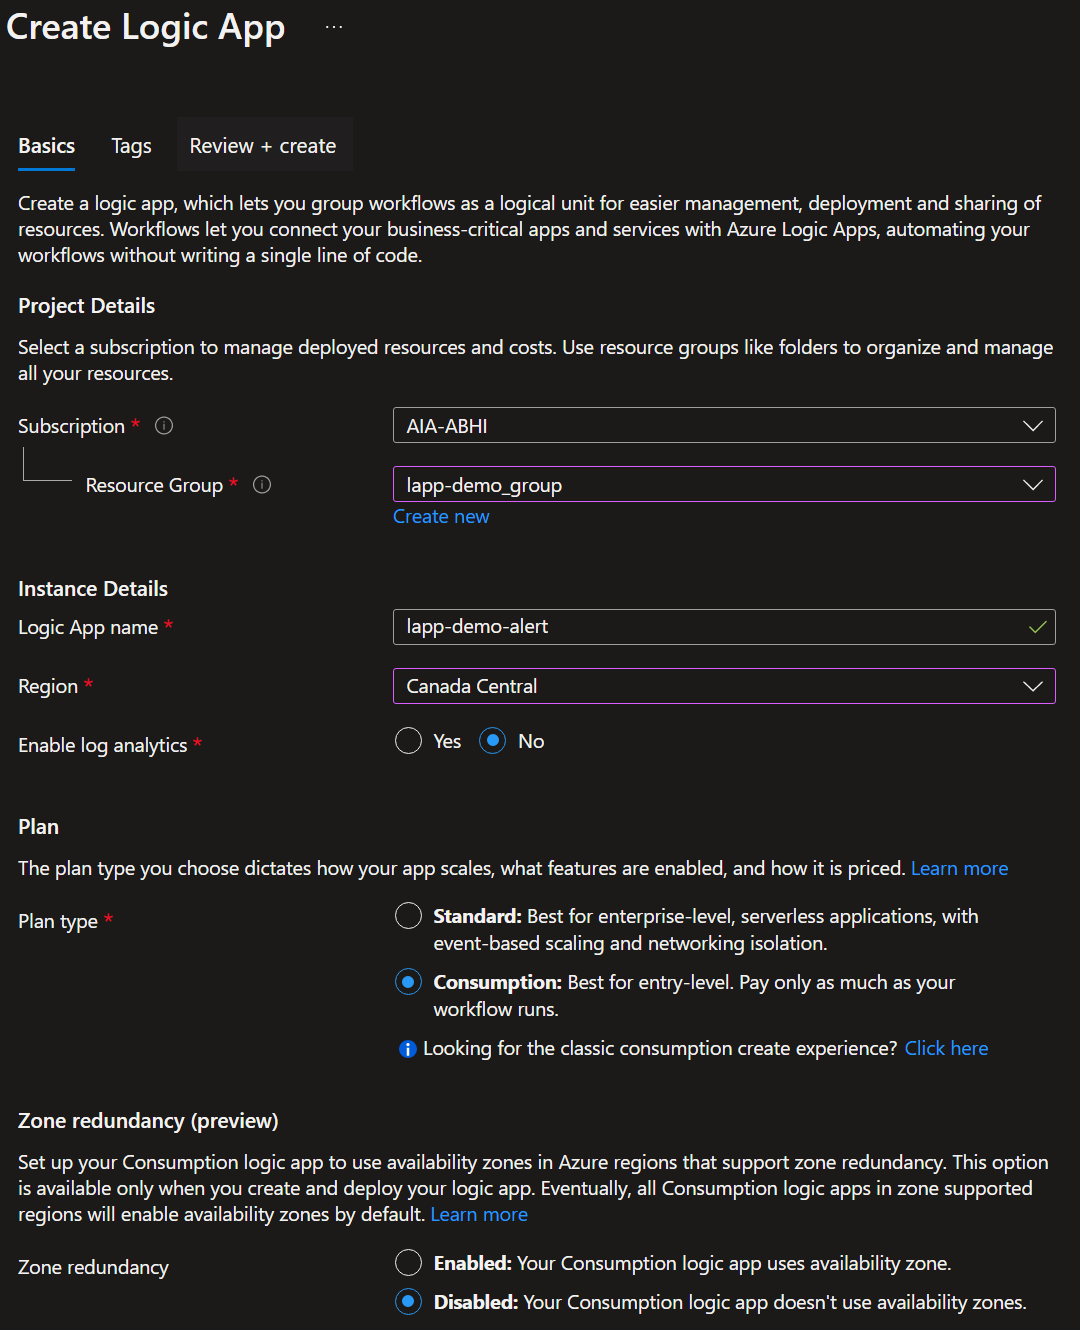 Create Logic App ...
Basics Tags Review + create
Create a logic app, which lets you group workflows as a logical unit for easier management, deployment and sharing of
resources. Workflows let you connect your business-critical apps and services with Azure Logic Apps, automating your
workflows without writing a single line of code.
Project Details
Select a subscription to manage deployed resources and costs. Use resource groups like folders to organize and manage
all your resources.
Subscription * AIA-ABHI
Resource Group * lapp-demo_group
Create new
Instance Details
Logic App name * lapp-demo-alert
Region * Canada Central
Enable log analytics * Yes No
Plan
The plan type you choose dictates how your app scales, what features are enabled, and how it is priced. Learn more
Plan type * Standard: Best for enterprise-level, serverless applications, with
event-based scaling and networking isolation.
Consumption: Best for entry-level. Pay only as much as your
workflow runs.
Looking for the classic consumption create experience? Click here
Zone redundancy (preview)
Set up your Consumption logic app to use availability zones in Azure regions that support zone redundancy. This option
is available only when you create and deploy your logic app. Eventually, all Consumption logic apps in zone supported
regions will enable availability zones by default. Learn more
Zone redundancy Enabled: Your Consumption logic app uses availability zone.
Disabled: Your Consumption logic app doesn't use availability zones.